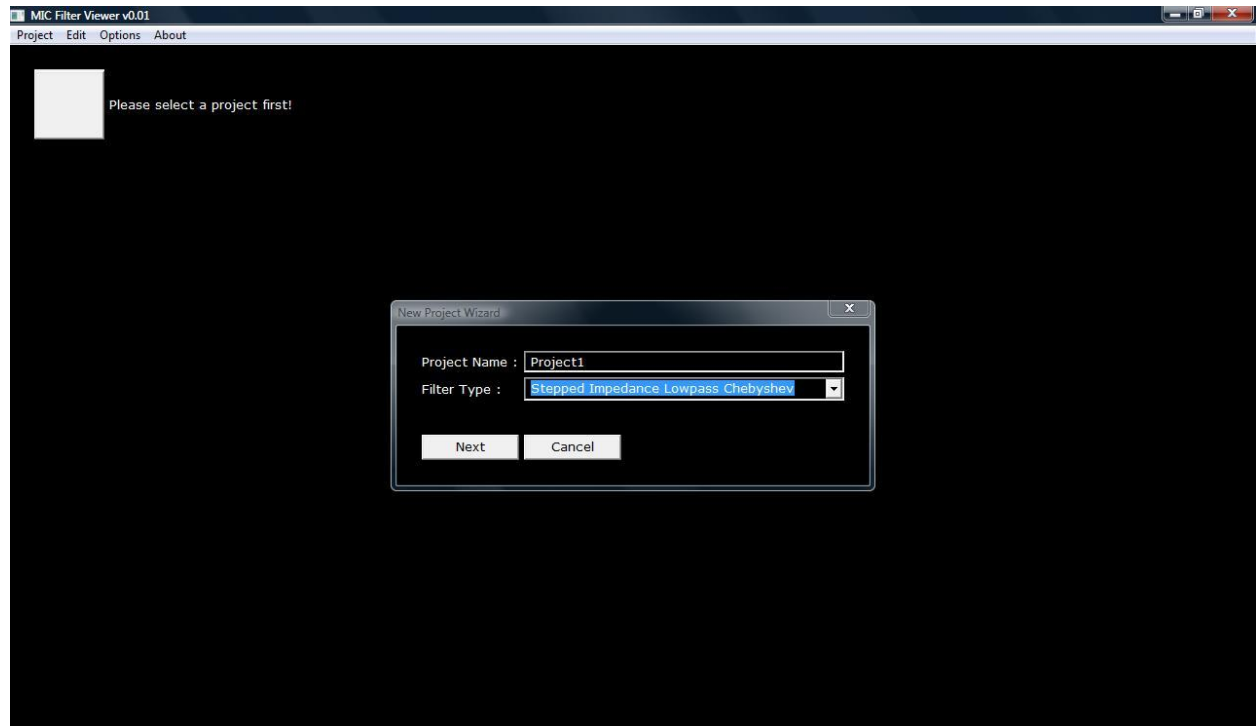 MIC Filter Viewer v0.01
Project Edit Options About
Please select a project first!
New Project Wizard
Project Name : Project1
Filter Type : Stepped Impedance Lowpass Chebyshev
Next Cancel